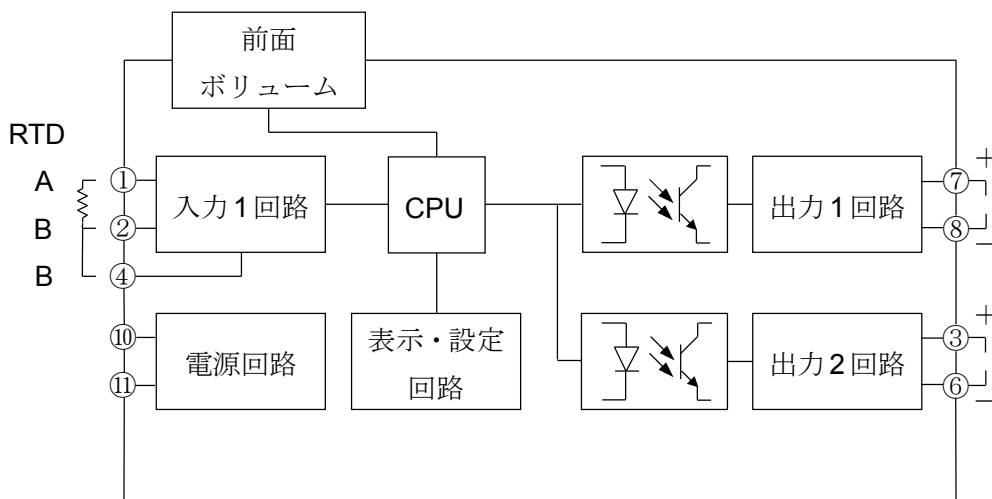 前面
ボリューム
RTD
A
①
入力1回路
CPU
出力1回路
⑦
+
B
②
⑧
−
B
④
⑩
電源回路
⑪
表示・設定
回路
出力2回路
③
+
⑥
−